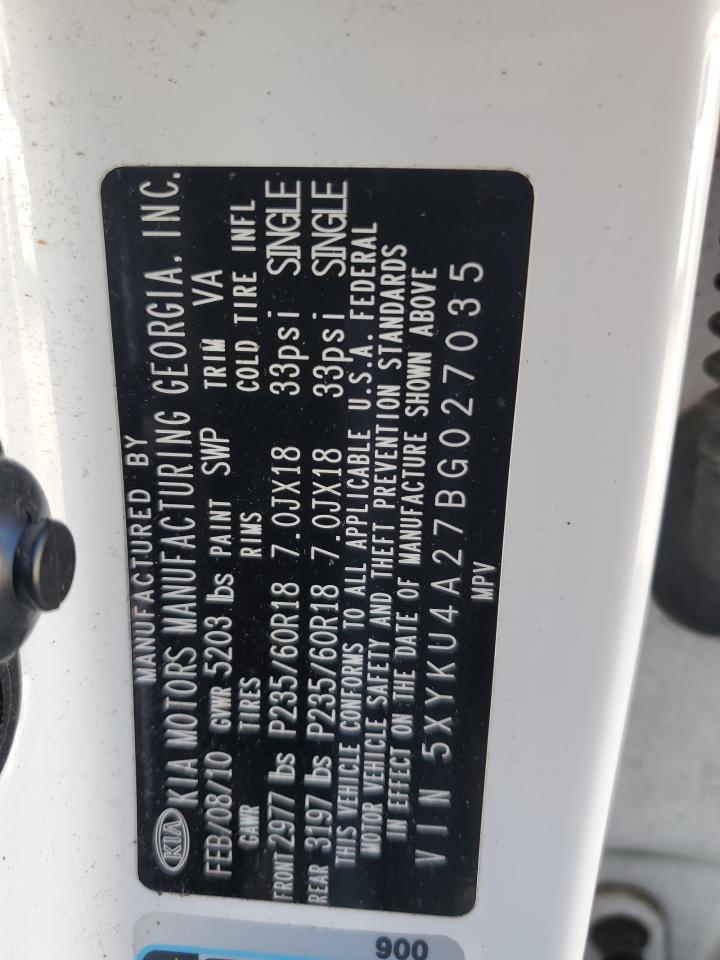 MANUFACTURED BY
KIA KIA MOTORS MANUFACTURING GEORGIA, INC.
FEB/08/10 GVWR 5203 lbs PAINT SWP TRIM VA
GAWR TIRES RIMS COLD TIRE INFL
FRONT 2977 lbs P235/60R18 7.0JX18 33psi SINGLE
REAR 3197 lbs P235/60R18 7.0JX18 33psi SINGLE
THIS VEHICLE CONFORMS TO ALL APPLICABLE U.S.A. FEDERAL
MOTOR VEHICLE SAFETY AND THEFT PREVENTION STANDARDS
IN EFFECT ON THE DATE OF MANUFACTURE SHOWN ABOVE
VIN 5XYKU4A27BG027035
MPV
900